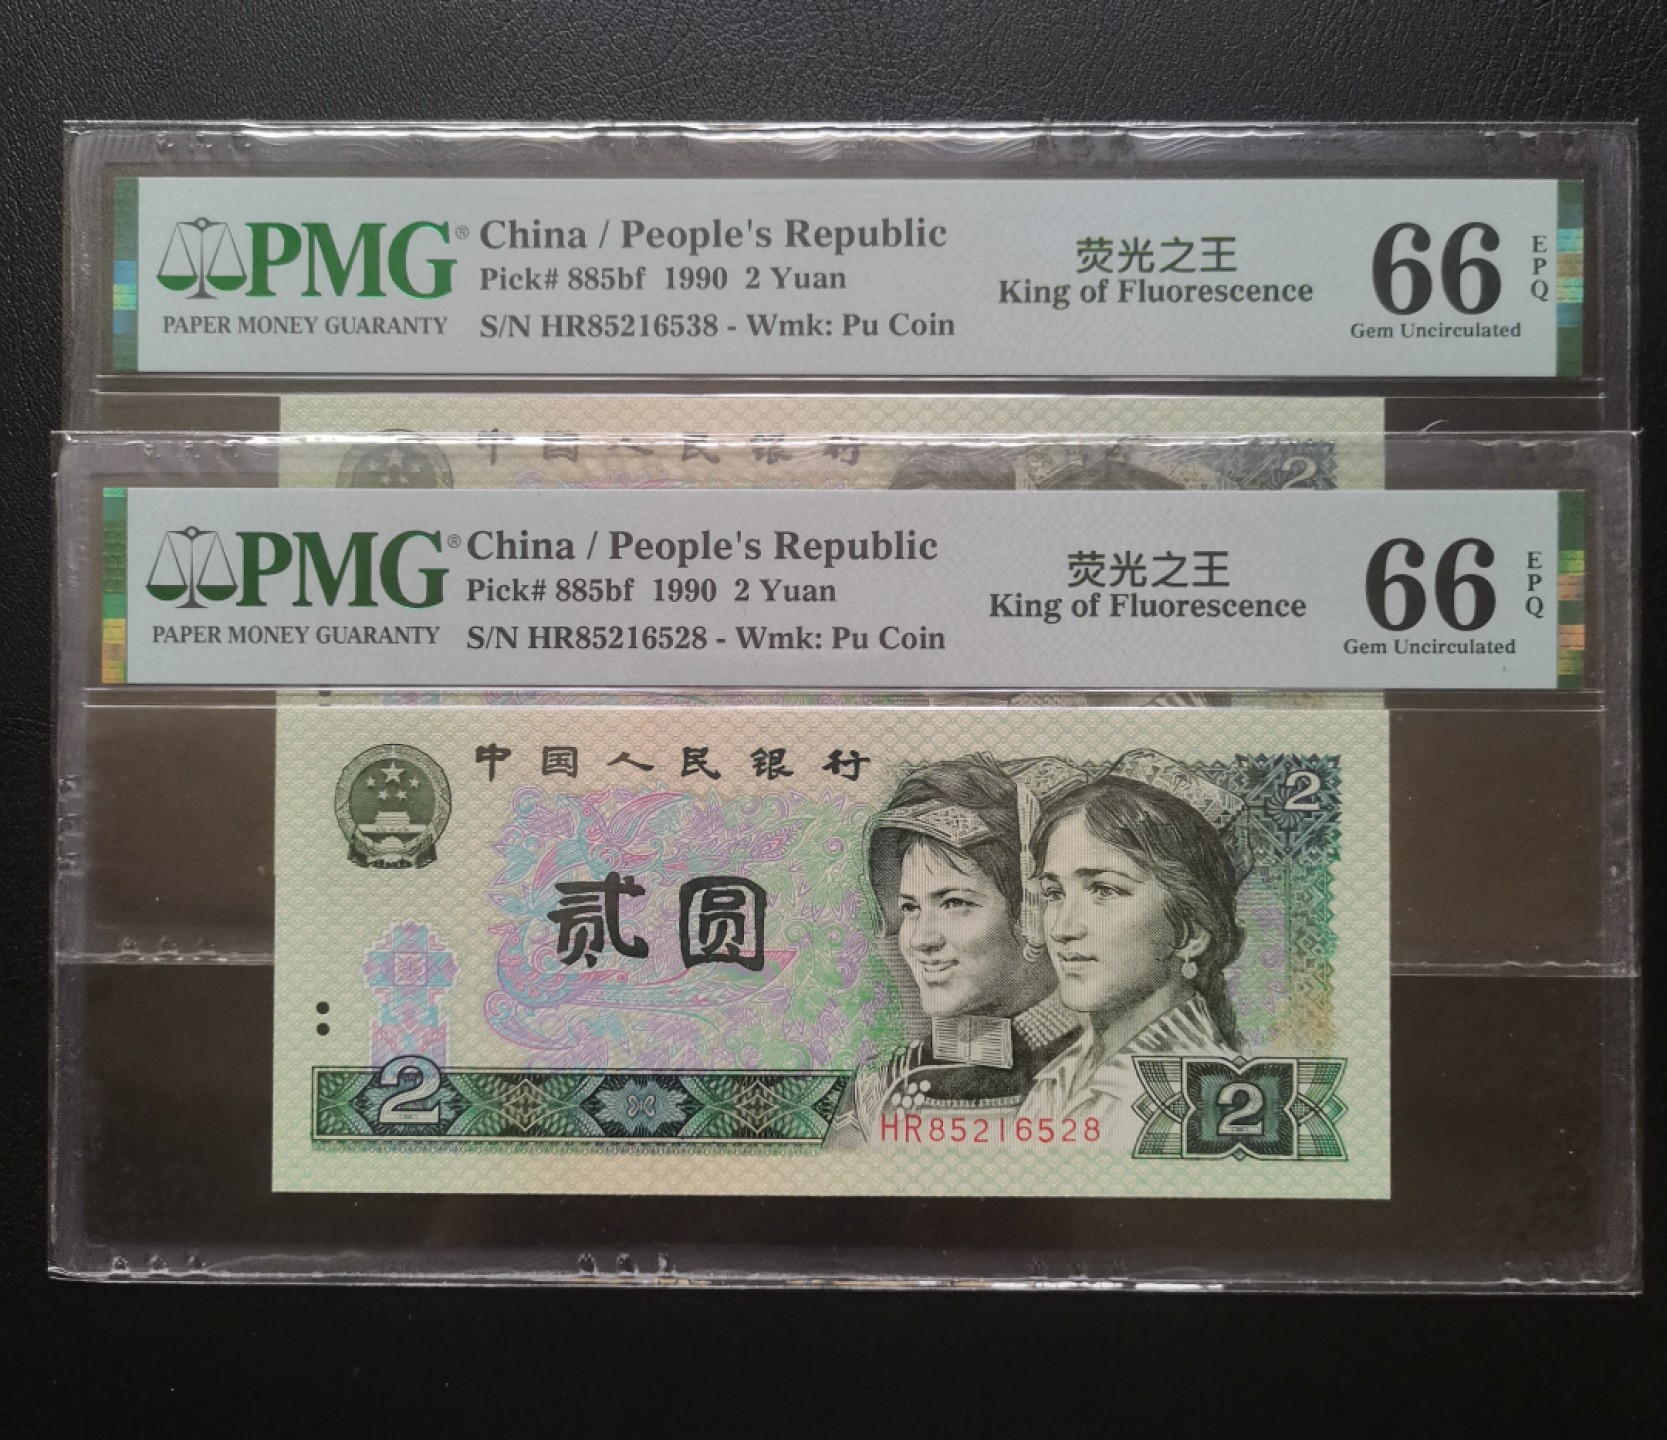 PMG® China / People's Republic
Pick# 885bf 1990 2 Yuan
PAPER MONEY GUARANTY
S/N HR85216538 - Wmk: Pu Coin
荧光之王
King of Fluorescence
66
EPQ
Gem Uncirculated
中国人民银行
2
PMG® China / People's Republic
Pick# 885bf 1990 2 Yuan
PAPER MONEY GUARANTY
S/N HR85216528 - Wmk: Pu Coin
荧光之王
King of Fluorescence
66
EPQ
Gem Uncirculated
中国人民银行
2
贰圆
2
HR85216528
2